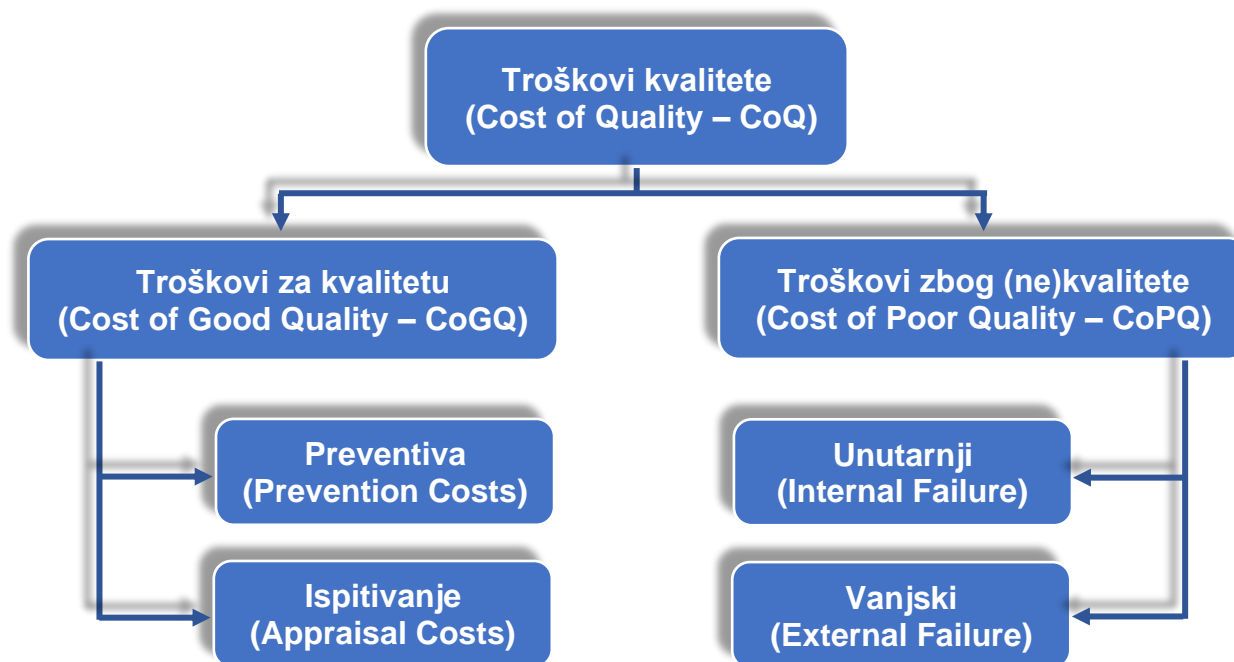 Troškovi kvalitete
(Cost of Quality – CoQ)
Troškovi za kvalitetu
(Cost of Good Quality – CoGQ)
Troškovi zbog (ne)kvalitete
(Cost of Poor Quality – CoPQ)
Preventiva
(Prevention Costs)
Unutarnji
(Internal Failure)
Ispitivanje
(Appraisal Costs)
Vanjski
(External Failure)